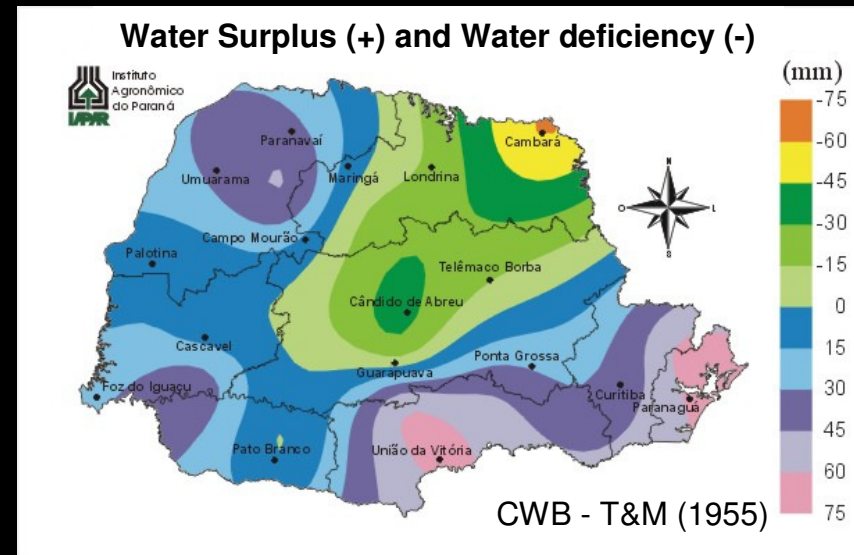 Water Surplus (+) and Water deficiency (-)
Instituto
Agronômico
do Paraná
IAPAR
(mm)
-75
-60
-45
-30
-15
0
15
30
45
60
75
N
O
L
S
Paranavaí
Cambará
Umuarama
Maringá
Londrina
Campo Mourão
Palotina
Telêmaco Borba
Cândido de Abreu
Cascavel
Guarapuava
Ponta Grossa
Foz do Iguaçu
Curitiba
Paranaguá
Pato Branco
União da Vitória
CWB - T&M (1955)